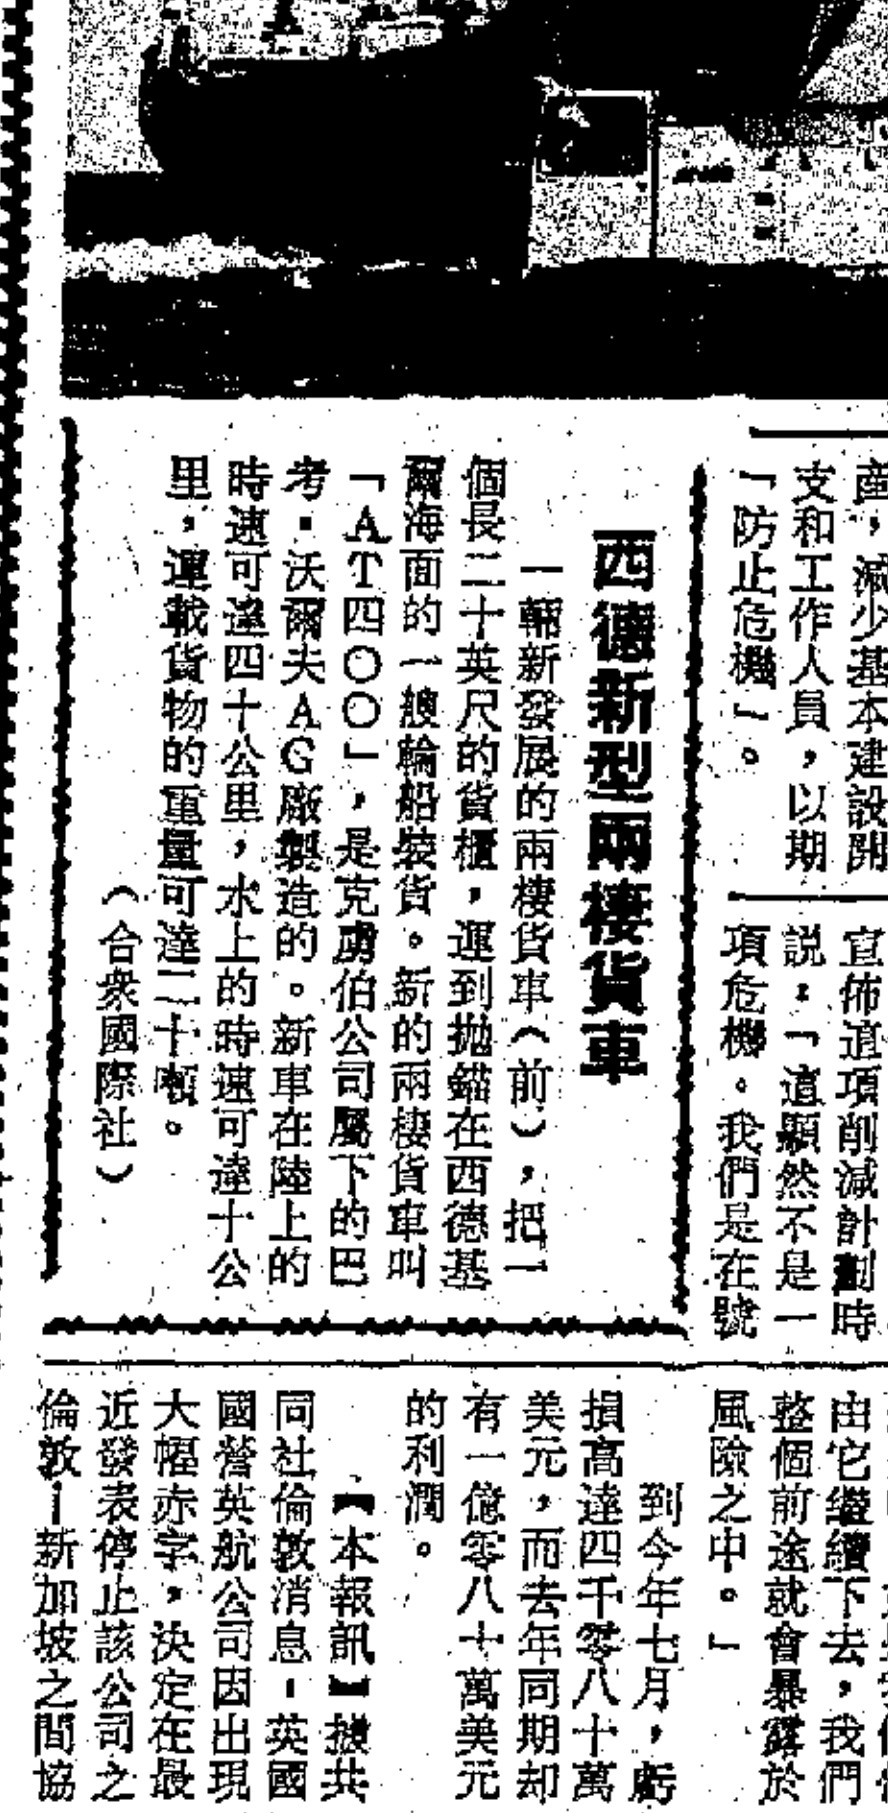 產，減少基本建設開
支和工作人員，以期
「防止危機」。
宣佈這項削減計劃時
說：「這顯然不是一
項危機。我們是在號
西德新型兩棲貨車
一輛新發展的兩棲貨車（前），把一
個長二十英尺的貨櫃，運到拋錨在西德基
爾海面的一艘輪船裝貨。新的兩棲貨車叫
「AT四〇〇」，是克虜伯公司屬下的巴
考·沃爾夫AG廠製造的。新車在陸上的
時速可達四十公里，水上的時速可達十公
里，運載貨物的重量可達二十噸。
（合衆國際社）
由它繼續下去，我們
整個前途就會暴露於
風險之中。」
到今年七月，虧
損高達四千零八十萬
美元，而去年同期却
有一億零八十萬美元
的利潤。
【本報訊】據共
同社倫敦消息，英國
國營英航公司因出現
大幅赤字，決定在最
近發表停止該公司之
倫敦—新加坡之間協